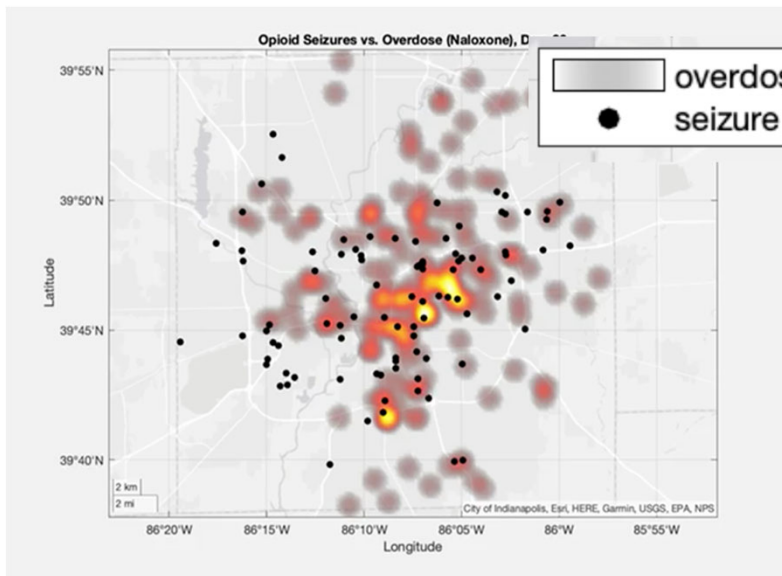 Opioid Seizures vs. Overdose (Naloxone),
overdos
seizure
39°55'N
39°50'N
39°45'N
39°40'N
Latitude
2 km
2 mi
City of Indianapolis, Esri, HERE, Garmin, USGS, EPA, NPS
86°20'W 86°15'W 86°10'W 86°05'W 86°W 85°55'W
Longitude